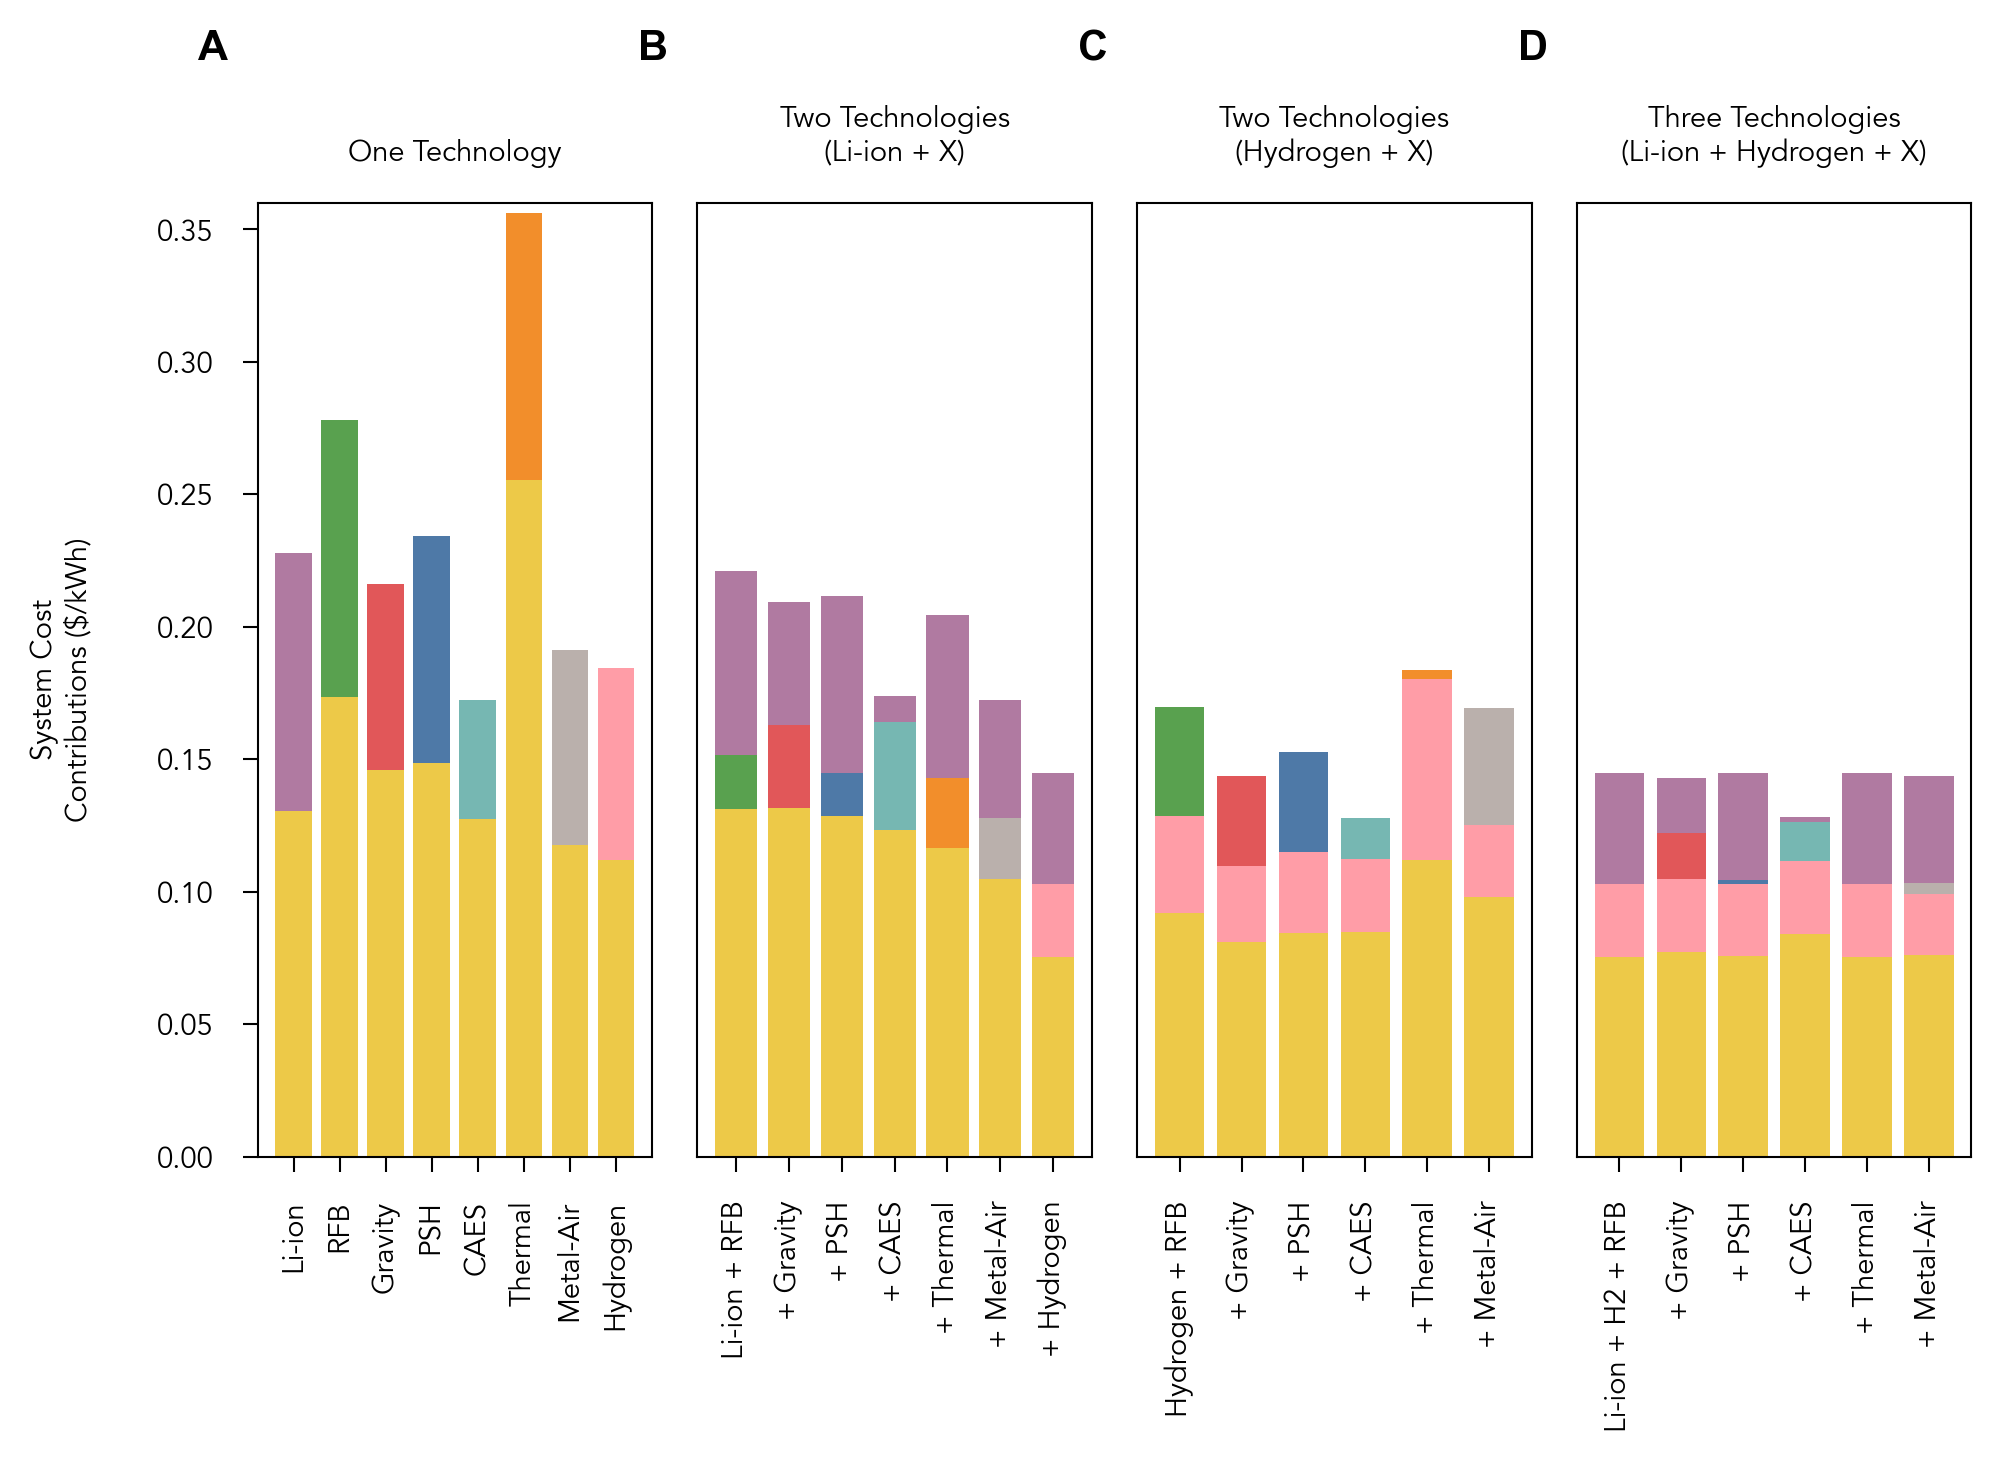 A
B
C
D
One Technology
Two Technologies
(Li-ion + X)
Two Technologies
(Hydrogen + X)
Three Technologies
(Li-ion + Hydrogen + X)
System Cost
Contributions ($/kWh)
0.35
0.30
0.25
0.20
0.15
0.10
0.05
0.00
Li-ion
RFB
Gravity
PSH
CAES
Thermal
Metal-Air
Hydrogen
Li-ion + RFB
+ Gravity
+ PSH
+ CAES
+ Thermal
+ Metal-Air
+ Hydrogen
Hydrogen + RFB
+ Gravity
+ PSH
+ CAES
+ Thermal
+ Metal-Air
Li-ion + H2 + RFB
+ Gravity
+ PSH
+ CAES
+ Thermal
+ Metal-Air